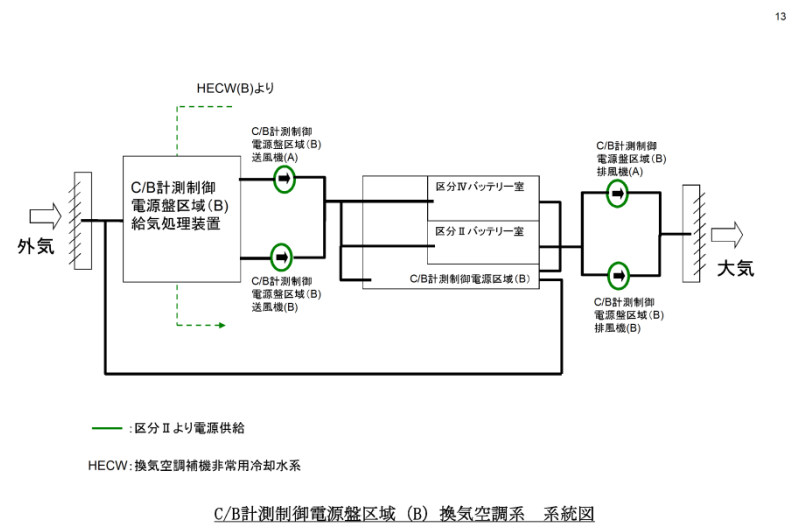 13
HECW(B)より
C/B計測制御
電源盤区域(B)
送風機(A)
C/B計測制御
電源盤区域(B)
排風機(A)
C/B計測制御
電源盤区域(B)
給気処理装置
区分Ⅳバッテリー室
区分Ⅱバッテリー室
C/B計測制御電源区域(B)
外気
大気
C/B計測制御
電源盤区域(B)
送風機(B)
C/B計測制御
電源盤区域(B)
排風機(B)
:区分Ⅱより電源供給
HECW:換気空調補機非常用冷却水系
C/B計測制御電源盤区域 (B) 換気空調系 系統図